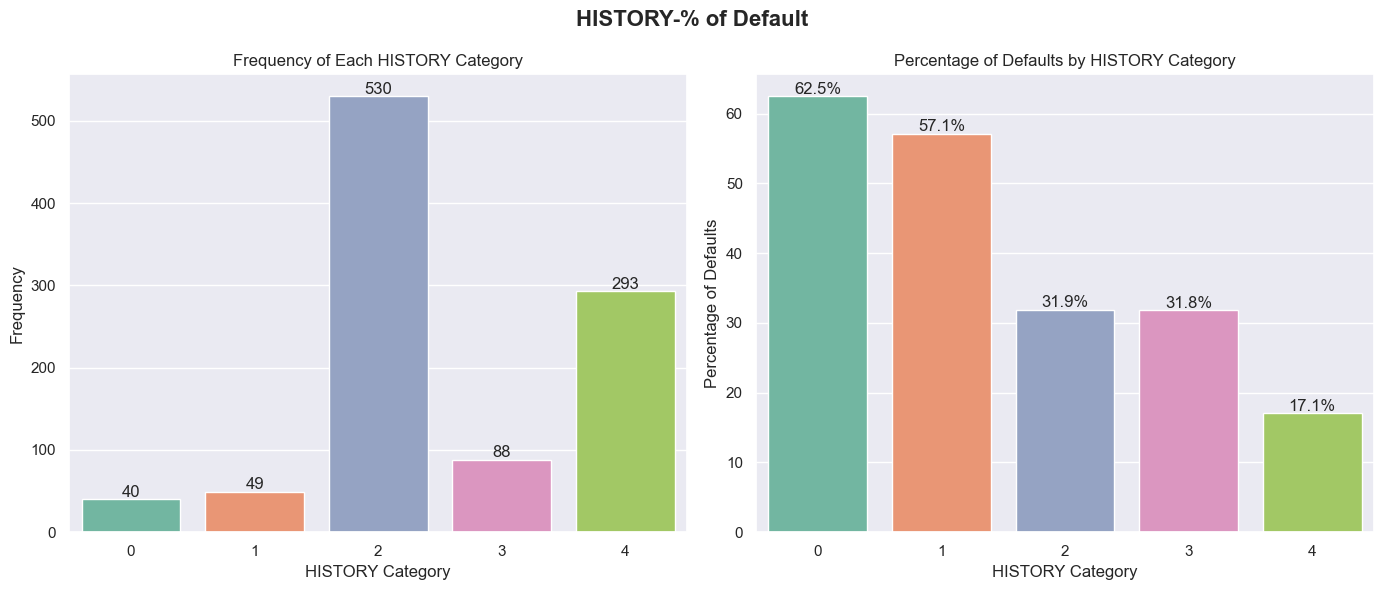 HISTORY-% of Default
Frequency of Each HISTORY Category
Frequency
500
400
300
200
100
0
530
293
88
49
40
0 1 2 3 4
HISTORY Category
Percentage of Defaults by HISTORY Category
Percentage of Defaults
60
50
40
30
20
10
0
62.5%
57.1%
31.9%
31.8%
17.1%
0 1 2 3 4
HISTORY Category